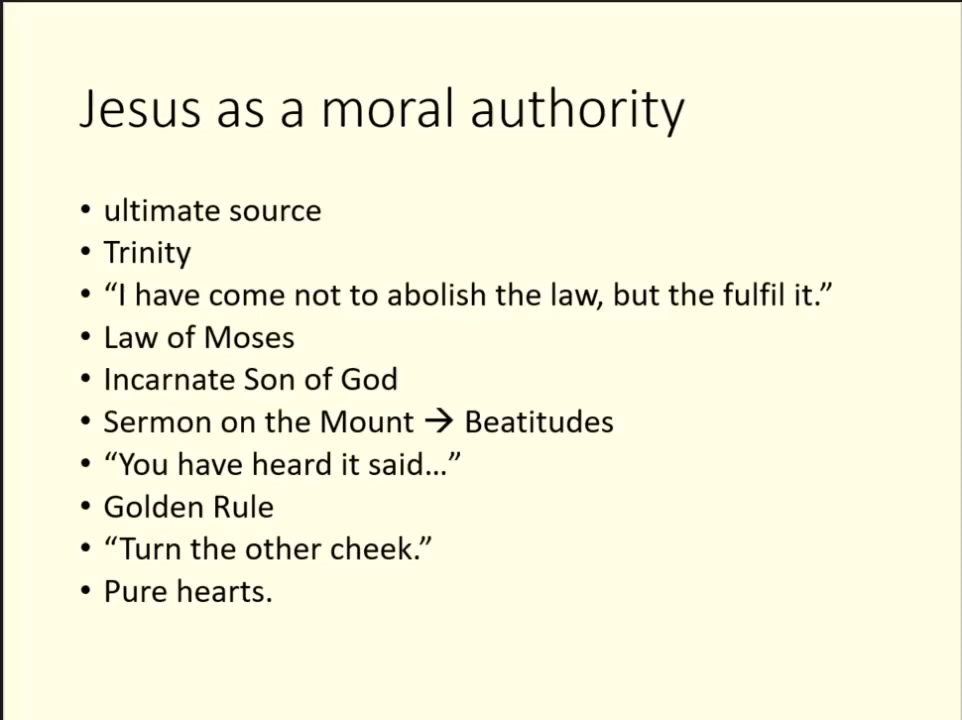 Jesus as a moral authority
• ultimate source
• Trinity
• “I have come not to abolish the law, but the fulfil it.”
• Law of Moses
• Incarnate Son of God
• Sermon on the Mount → Beatitudes
• “You have heard it said…”
• Golden Rule
• “Turn the other cheek.”
• Pure hearts.